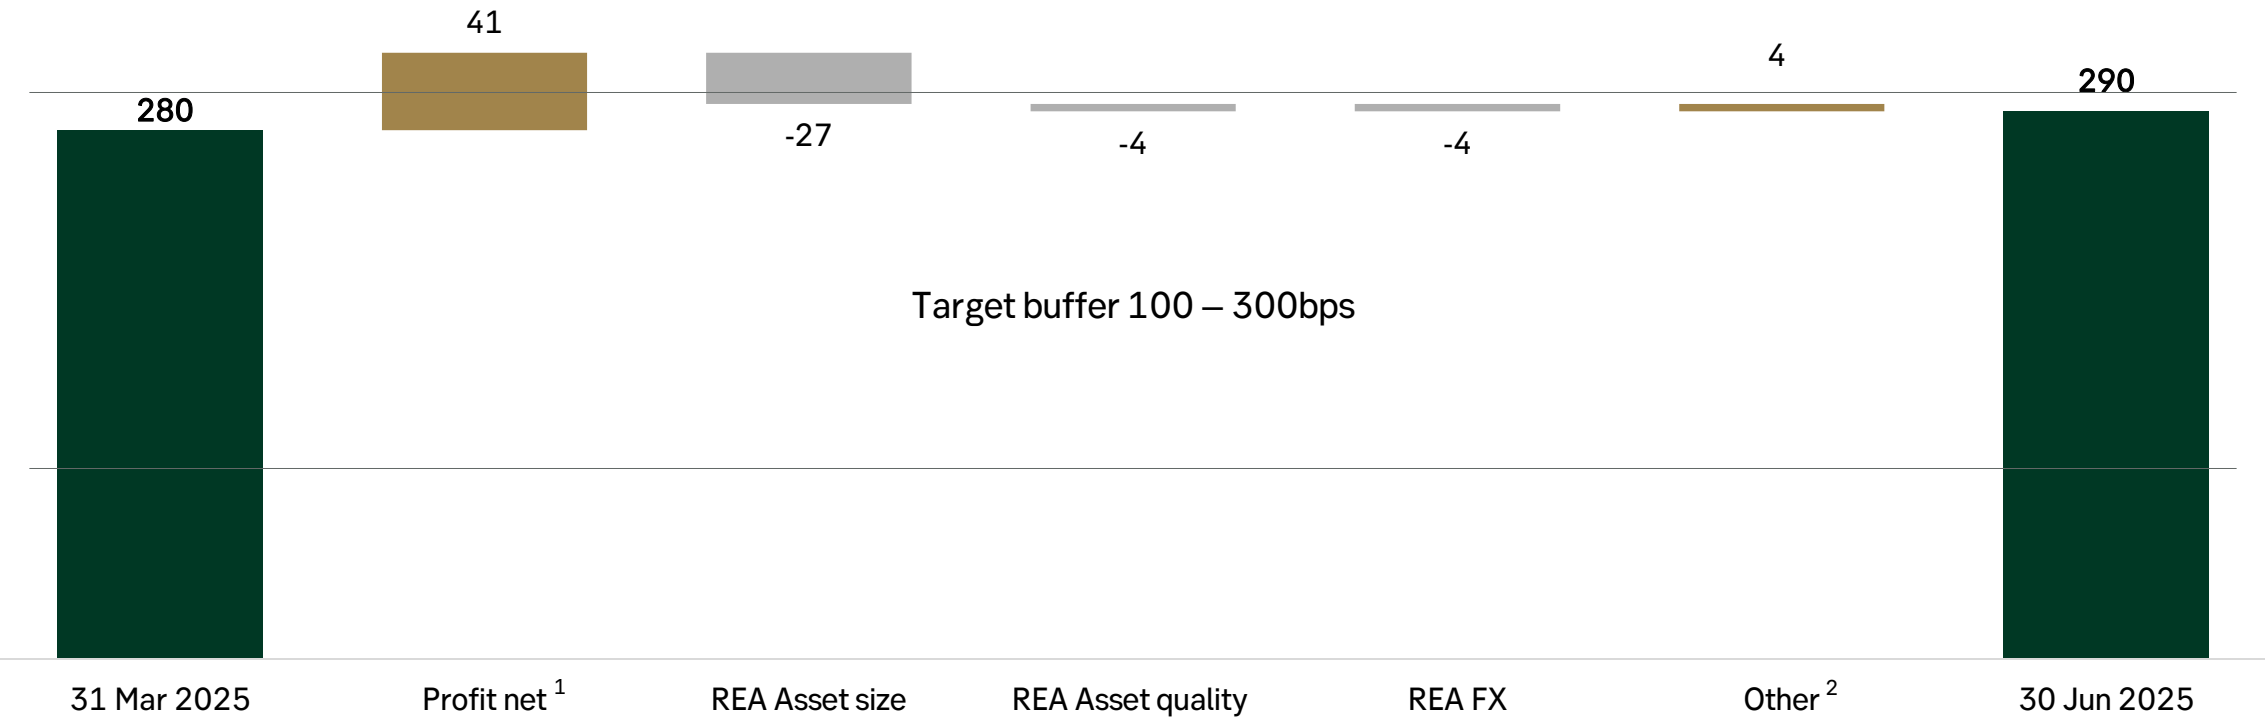 41
4
290
280
-27
-4
-4
Target buffer 100 – 300bps
31 Mar 2025
Profit net 1
REA Asset size
REA Asset quality
REA FX
Other 2
30 Jun 2025